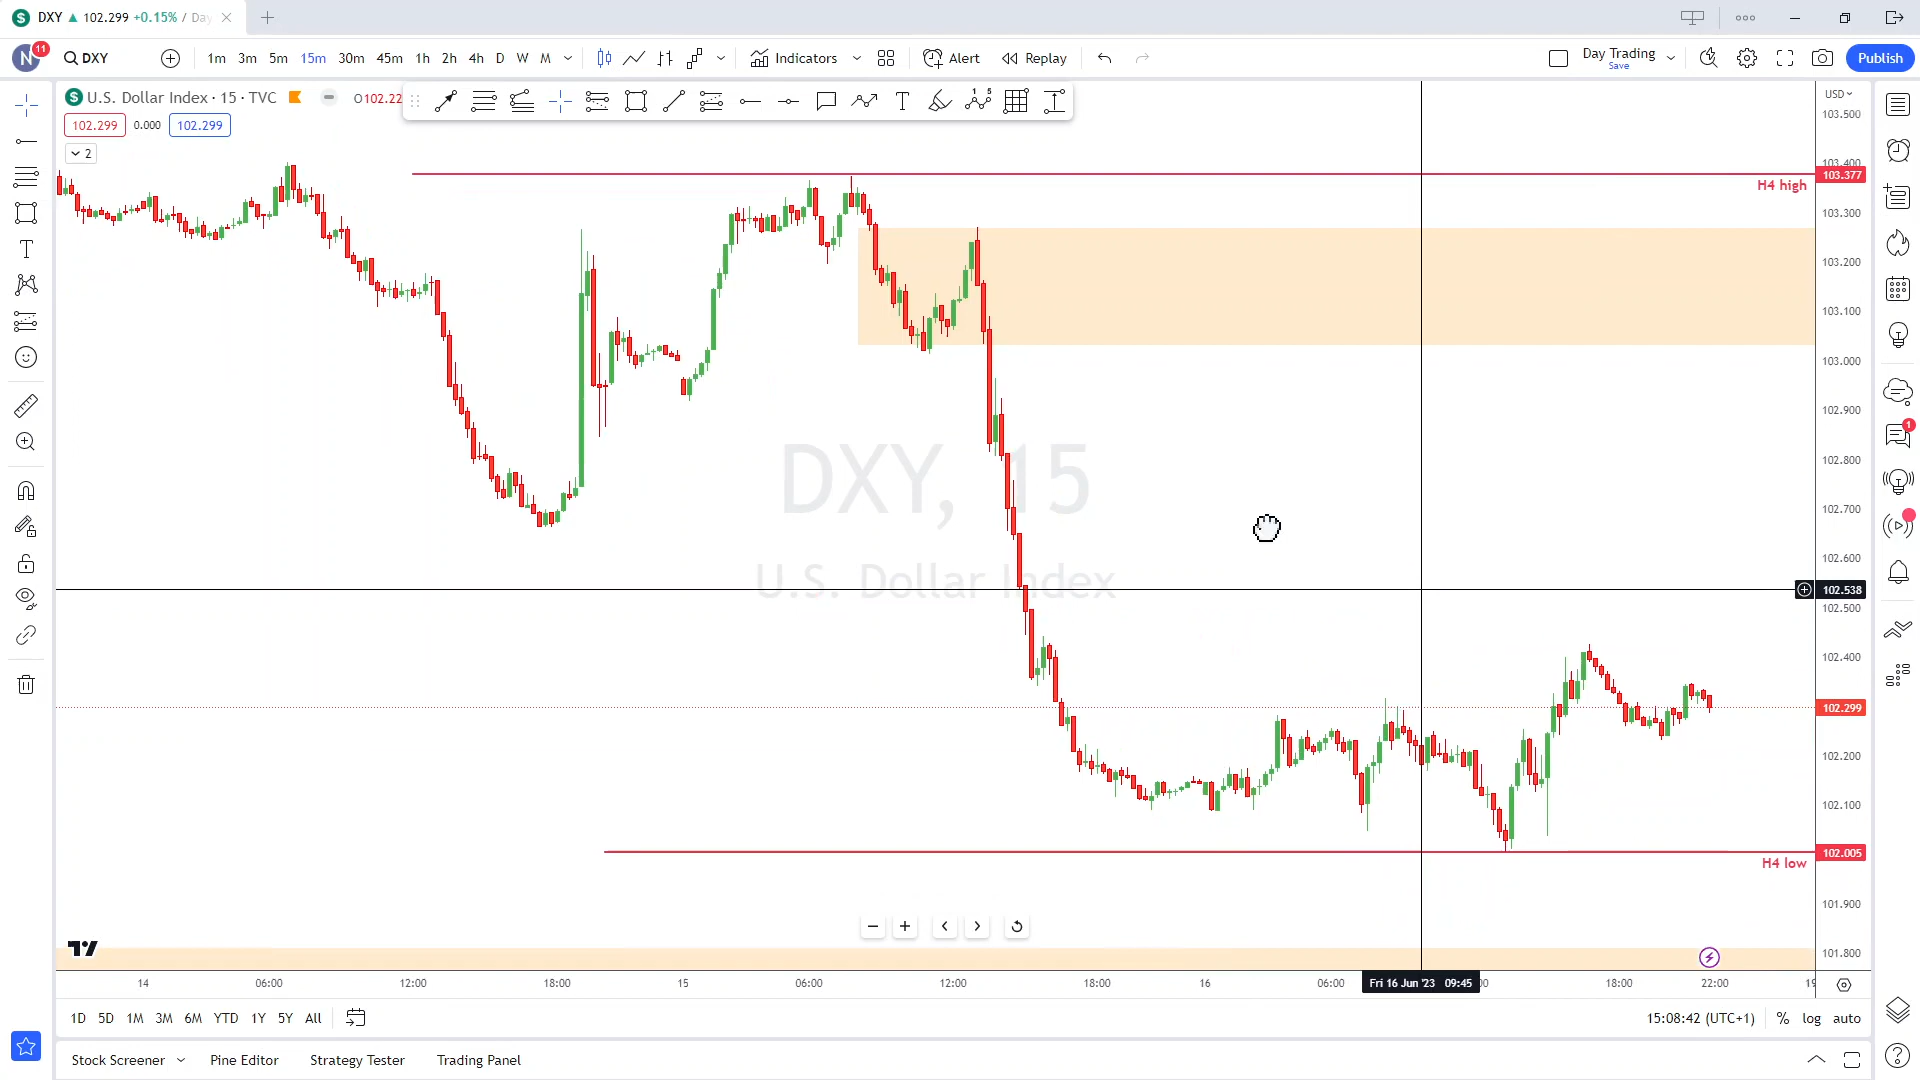 DXY ▲ 102.299 +0.15% / Day
N 11 DXY 1m 3m 5m 15m 30m 45m 1h 2h 4h D W M Indicators Alert Replay Day Trading Save Publish
U.S. Dollar Index · 15 · TVC O102.22
102.299 0.000 102.299
2
USD
103.500
103.400
103.377
H4 high
103.300
103.200
103.100
103.000
102.900
102.800
102.700
102.600
102.538
102.500
102.400
102.299
102.200
102.100
102.005
H4 low
101.900
101.800
DXY, 15
U.S. Dollar Index
14 06:00 12:00 18:00 15 06:00 12:00 18:00 16 06:00 Fri 16 Jun '23 09:45 18:00 22:00
1D 5D 1M 3M 6M YTD 1Y 5Y All 15:08:42 (UTC+1) % log auto
Stock Screener Pine Editor Strategy Tester Trading Panel
1